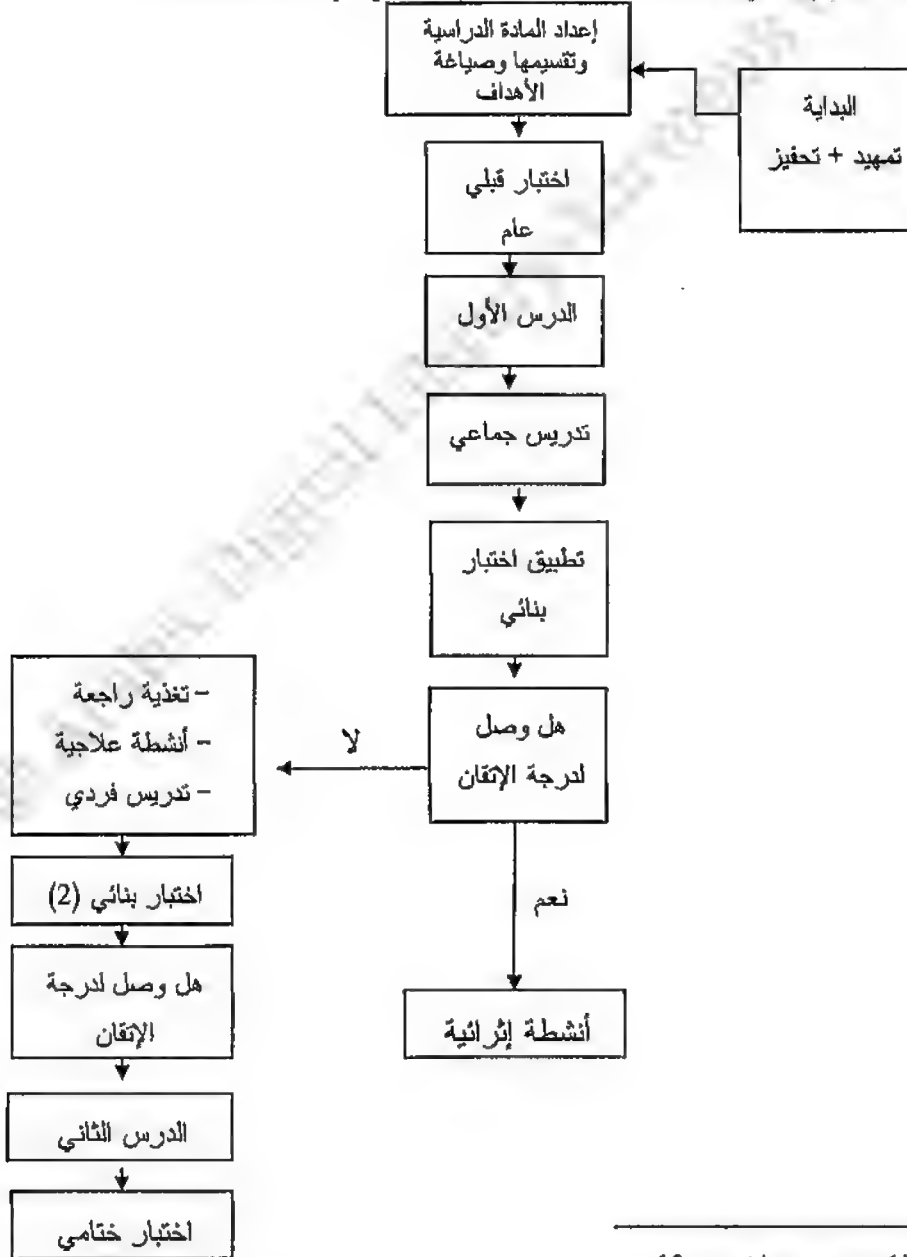 البداية
تمهيد + تحفيز
إعداد المادة الدراسية
وتقسيمها وصياغة
الأهداف
اختبار قبلي
عام
الدرس الأول
تدريس جماعي
تطبيق اختبار
بنائي
هل وصل
لدرجة الإتقان
لا
نعم
- تغذية راجعة
- أنشطة علاجية
- تدريس فردي
اختبار بنائي (2)
هل وصل لدرجة
الإتقان
الدرس الثاني
اختبار ختامي
أنشطة إثرائية